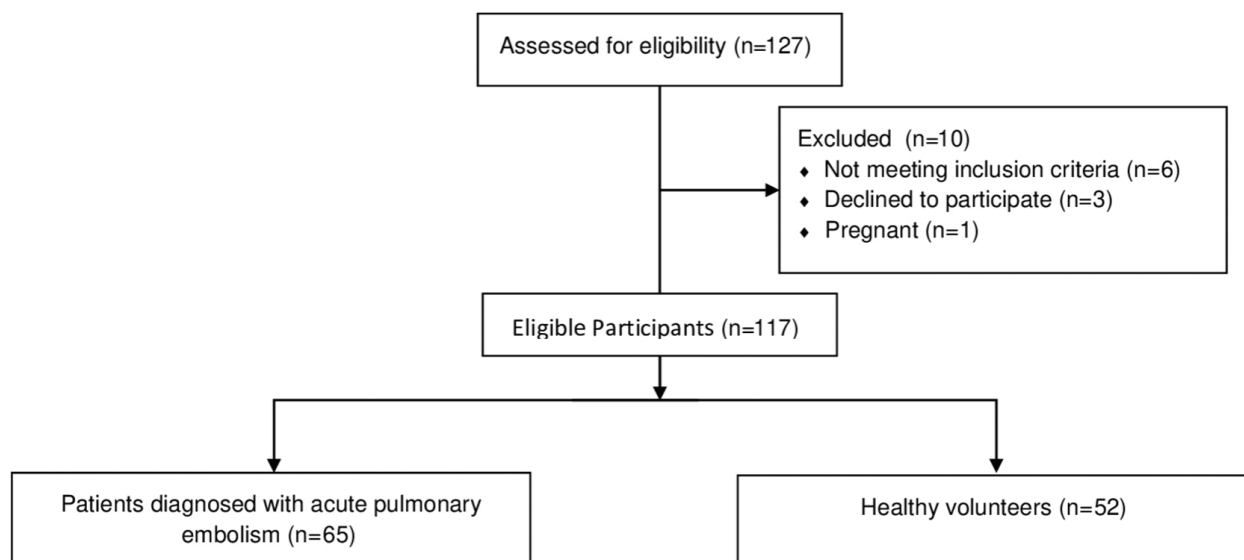 Assessed for eligibility (n=127)
Excluded  (n=10)
♦ Not meeting inclusion criteria (n=6)
♦ Declined to participate (n=3)
♦ Pregnant (n=1)
Eligible Participants (n=117)
Patients diagnosed with acute pulmonary
embolism (n=65)
Healthy volunteers (n=52)